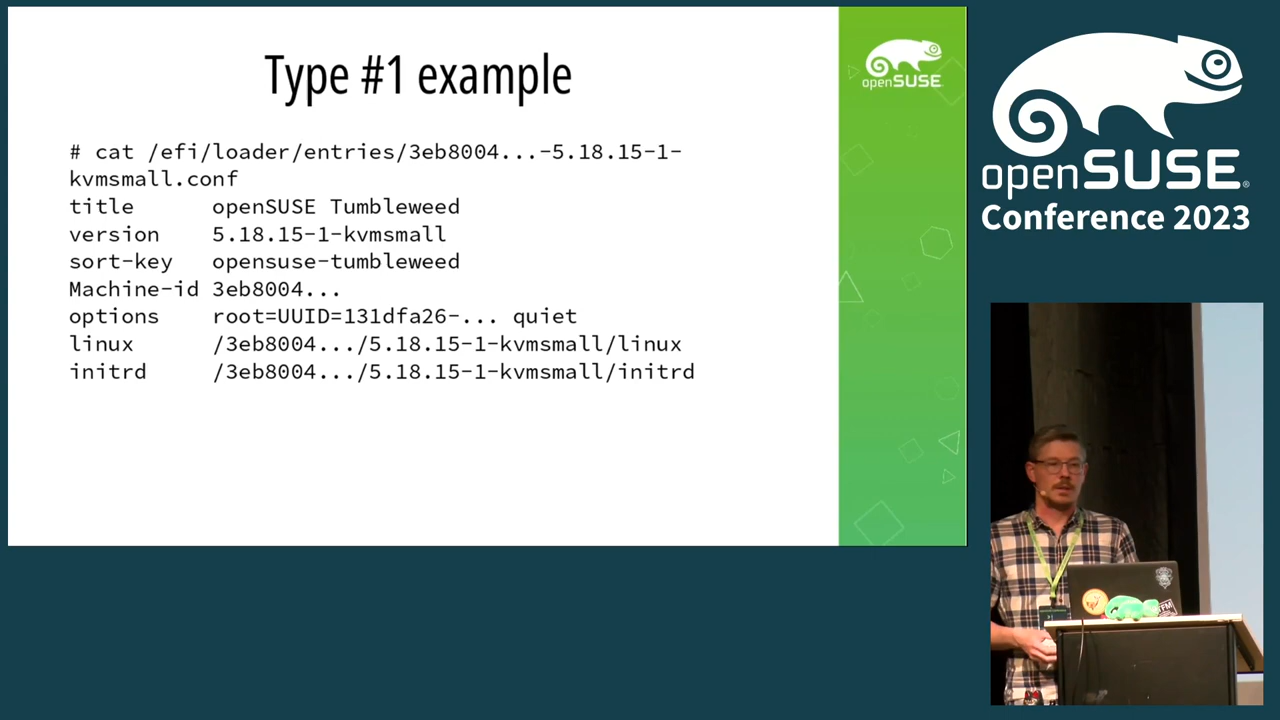 Type #1 example
# cat /efi/loader/entries/3eb8004...-5.18.15-1-
kvmsmall.conf
title openSUSE Tumbleweed
version 5.18.15-1-kvmsmall
sort-key opensuse-tumbleweed
Machine-id 3eb8004...
options root=UUID=131dfa26-... quiet
linux /3eb8004.../5.18.15-1-kvmsmall/linux
initrd /3eb8004.../5.18.15-1-kvmsmall/initrd
openSUSE
openSUSE®
Conference 2023